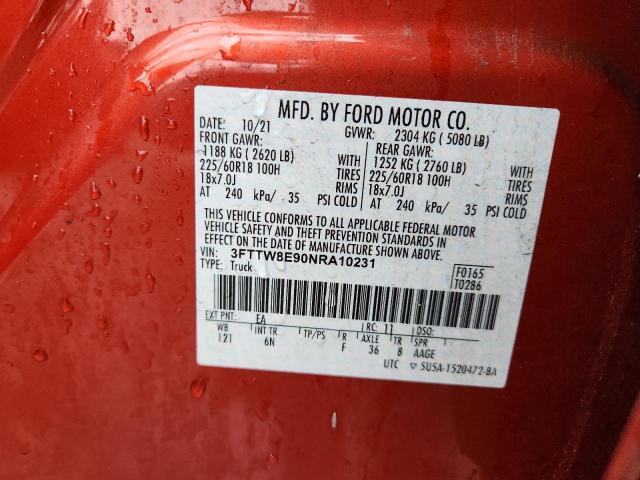 MFD. BY FORD MOTOR CO.
DATE: 10/21 GVWR: 2304 KG ( 5080 LB)
FRONT GAWR: REAR GAWR:
1188 KG ( 2620 LB) WITH 1252 KG ( 2760 LB) WITH
225/60R18 100H TIRES 225/60R18 100H TIRES
18x7.0J RIMS 18x7.0J RIMS
AT 240 kPa/ 35 PSI COLD AT 240 kPa/ 35 PSI COLD
THIS VEHICLE CONFORMS TO ALL APPLICABLE FEDERAL MOTOR
VEHICLE SAFETY AND THEFT PREVENTION STANDARDS IN
EFFECT ON THE DATE OF MANUFACTURE SHOWN ABOVE.
VIN: 3FTTW8E90NRA10231 F0165
TYPE: Truck T0286
EXT PNT: EA RC: 11 DSO:
WB INT TR TP/PS R AXLE TR SPR
121 6N F 36 8 AAGE
UTC ▽ 5U5A-1520472-BA